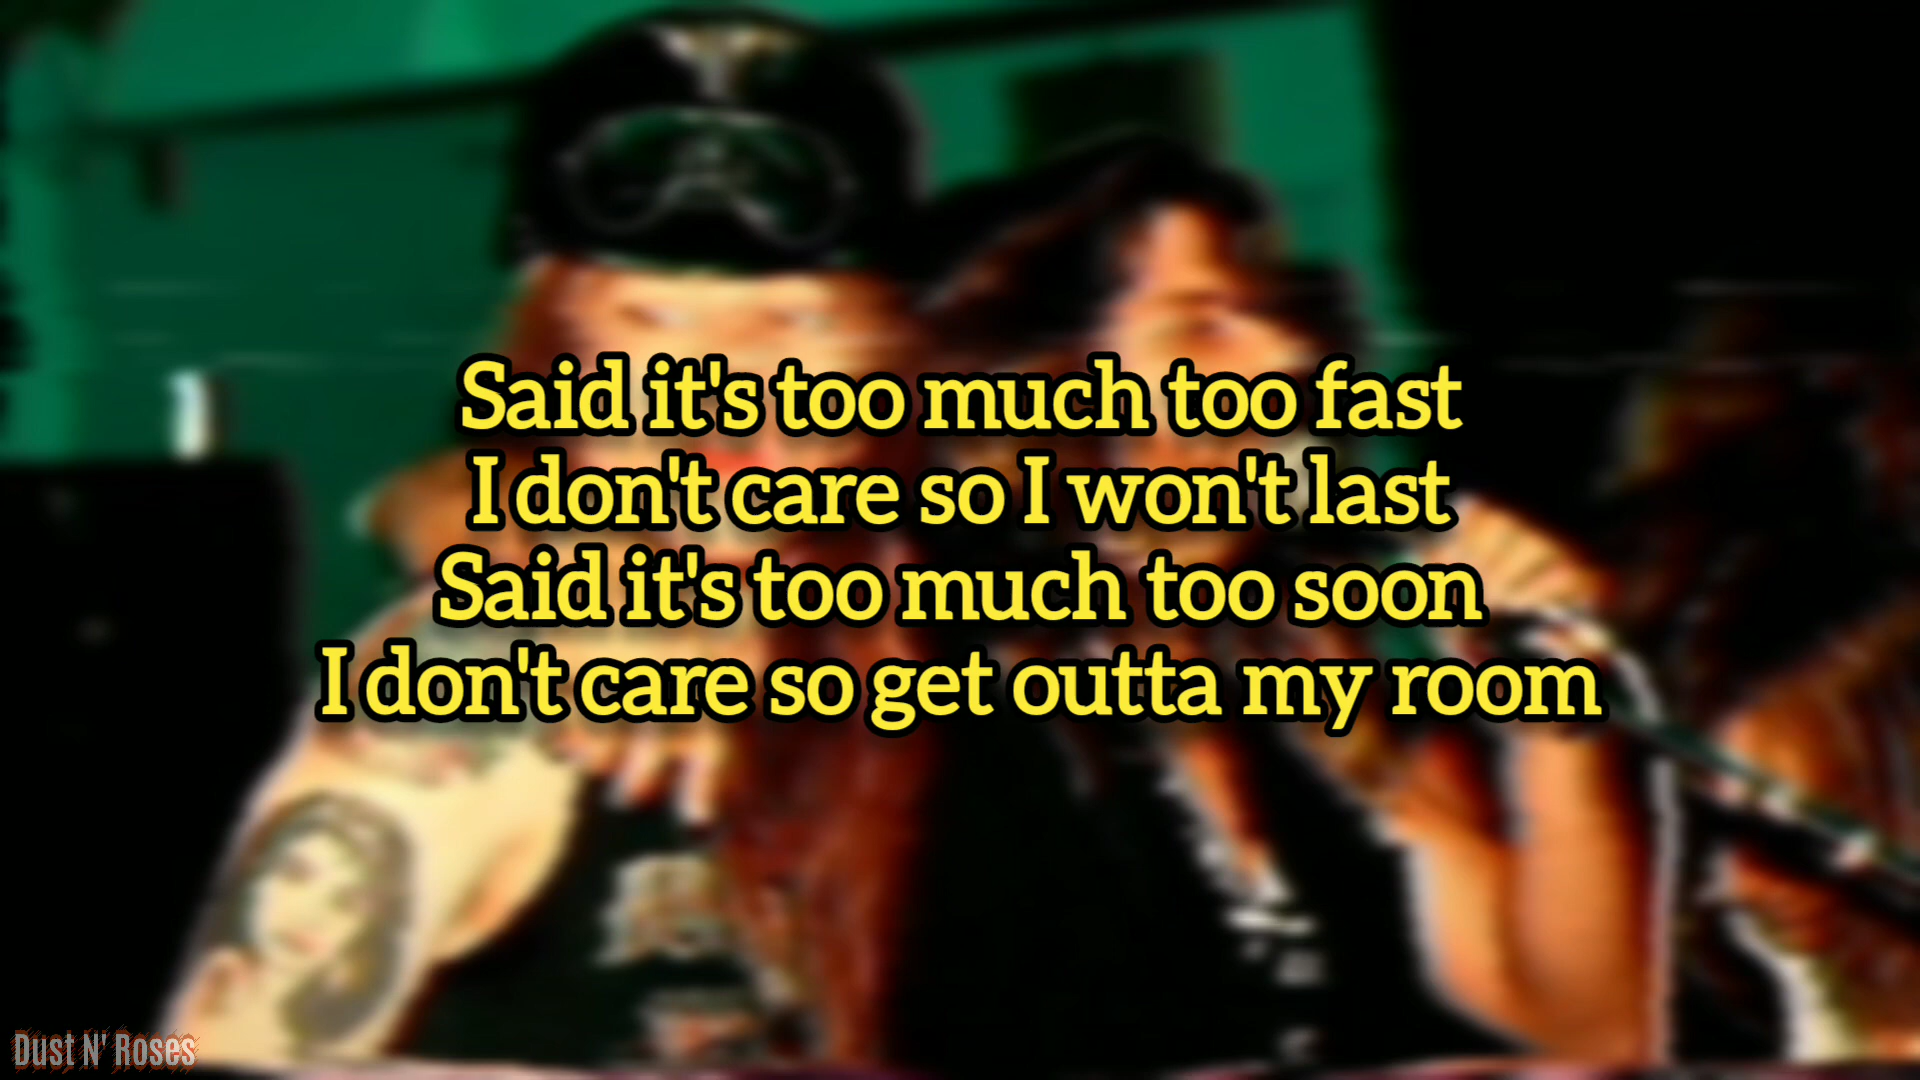 Said it's too much too fast
I don't care so I won't last
Said it's too much too soon
I don't care so get outta my room
Dust N' Roses